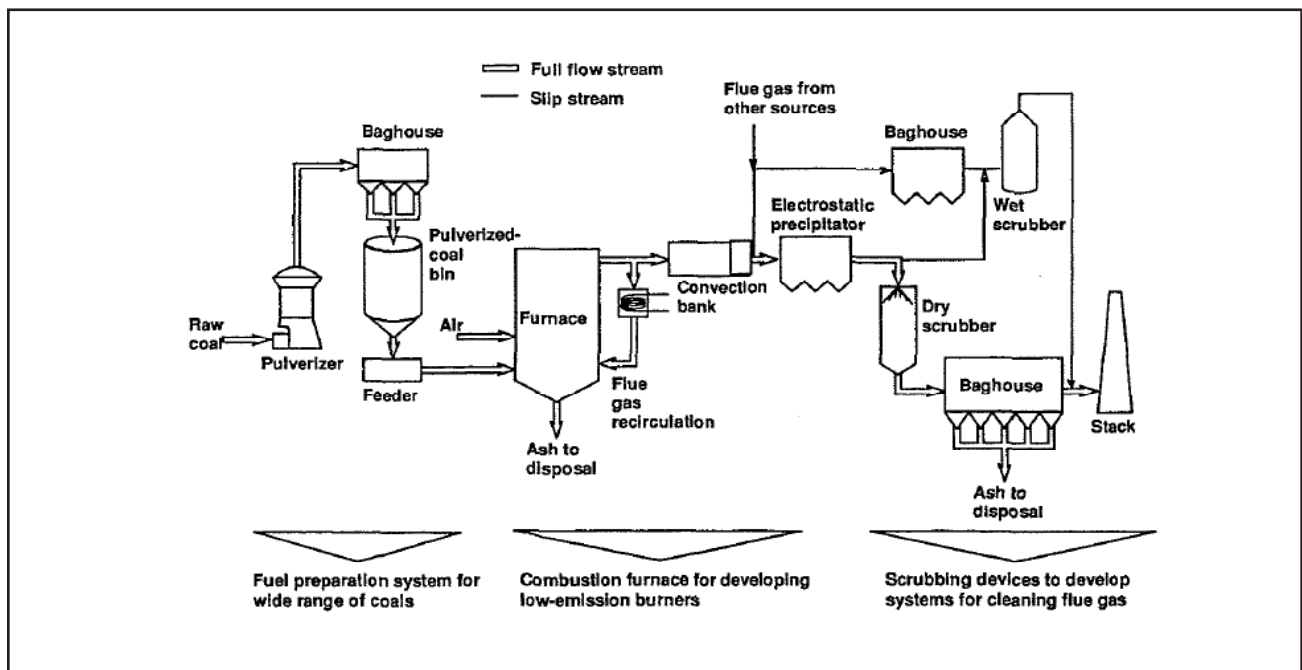 Full flow stream
Slip stream
Flue gas from
other sources
Baghouse
Baghouse
Wet
scrubber
Electrostatic
precipitator
Pulverized-
coal
bin
Convection
bank
Dry
scrubber
Raw
coal
Pulverizer
Air
Furnace
Feeder
Flue
gas
recirculation
Baghouse
Stack
Ash to
disposal
Ash to
disposal
Fuel preparation system for
wide range of coals
Combustion furnace for developing
low-emission burners
Scrubbing devices to develop
systems for cleaning flue gas